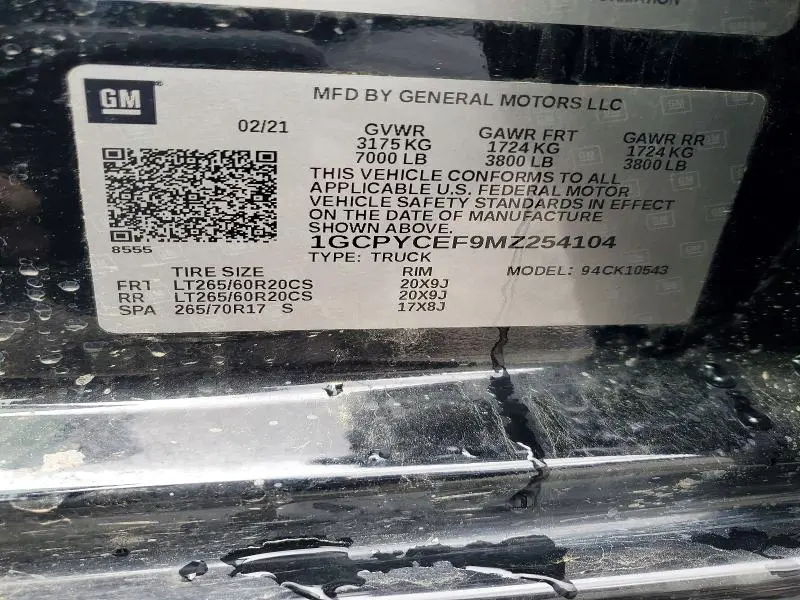 GM
MFD BY GENERAL MOTORS LLC
02/21
GVWR GAWR FRT GAWR RR
3175 KG 1724 KG 1724 KG
7000 LB 3800 LB 3800 LB
THIS VEHICLE CONFORMS TO ALL
APPLICABLE U.S. FEDERAL MOTOR
VEHICLE SAFETY STANDARDS IN EFFECT
ON THE DATE OF MANUFACTURE
SHOWN ABOVE.
8555
1GCPYCEF9MZ254104
TYPE: TRUCK
MODEL: 94CK10543
TIRE SIZE RIM
FRT LT265/60R20CS 20X9J
RR LT265/60R20CS 20X9J
SPA 265/70R17 S 17X8J